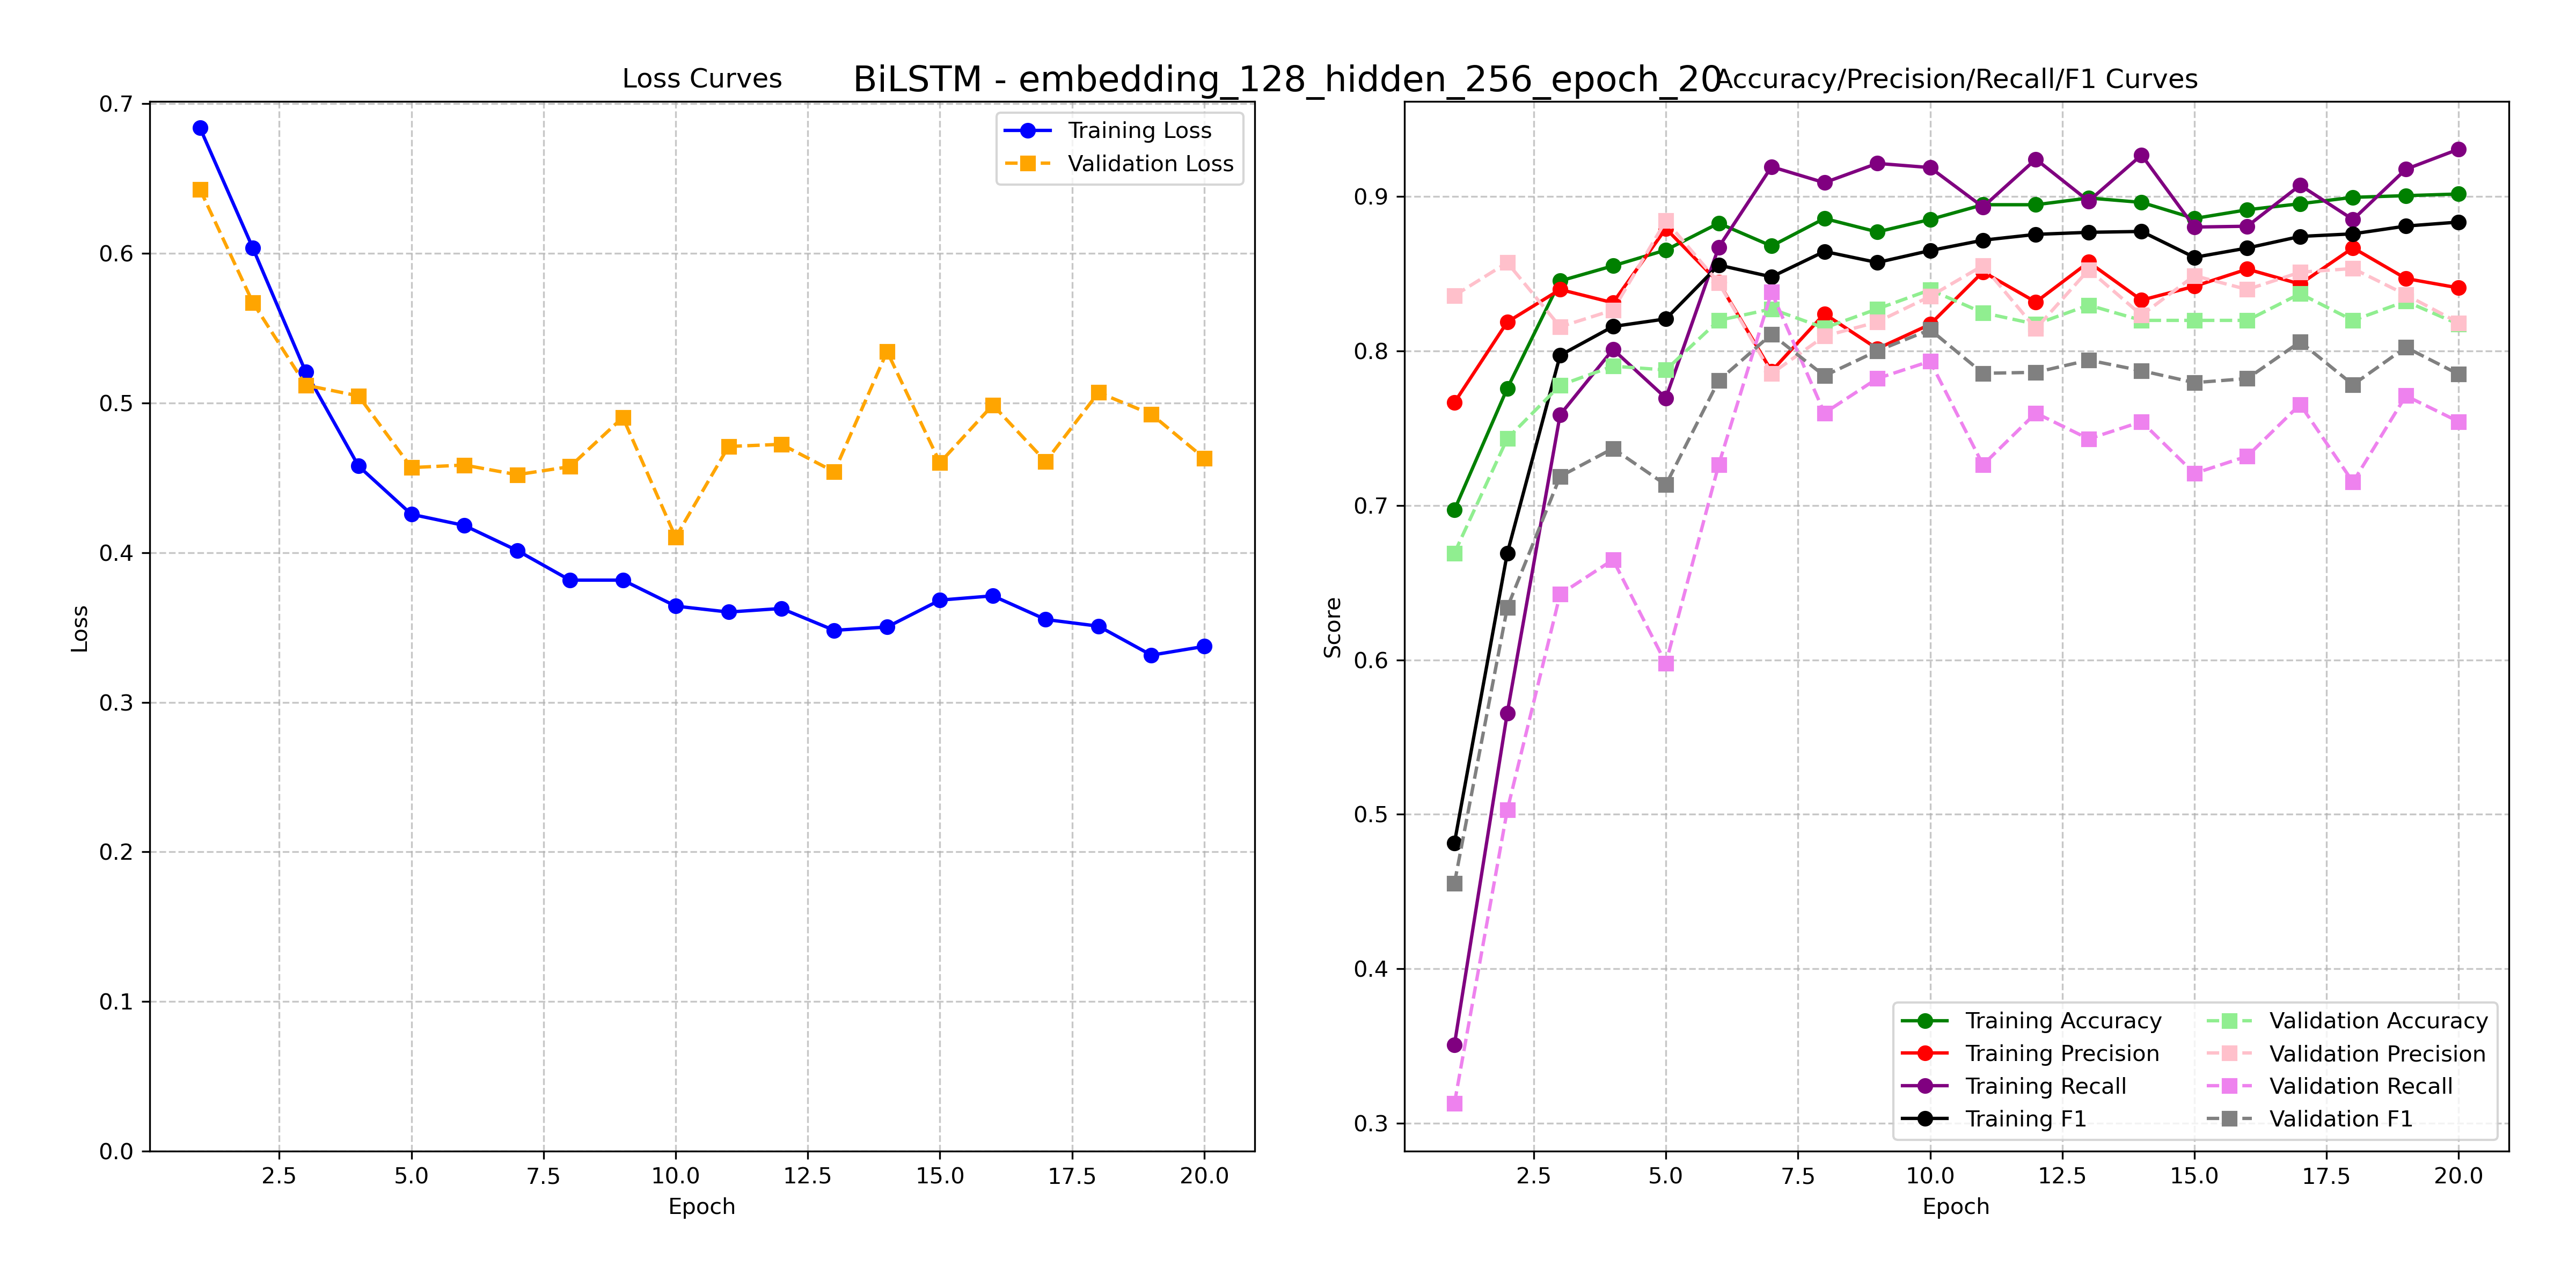 BiLSTM - embedding_128_hidden_256_epoch_20
Loss Curves
Training Loss
Validation Loss
0.7
0.6
0.5
0.4
0.3
0.2
0.1
0.0
Loss
2.5 5.0 7.5 10.0 12.5 15.0 17.5 20.0
Epoch
Accuracy/Precision/Recall/F1 Curves
0.9
0.8
0.7
0.6
0.5
0.4
0.3
Score
Training Accuracy
Training Precision
Training Recall
Training F1
Validation Accuracy
Validation Precision
Validation Recall
Validation F1
2.5 5.0 7.5 10.0 12.5 15.0 17.5 20.0
Epoch